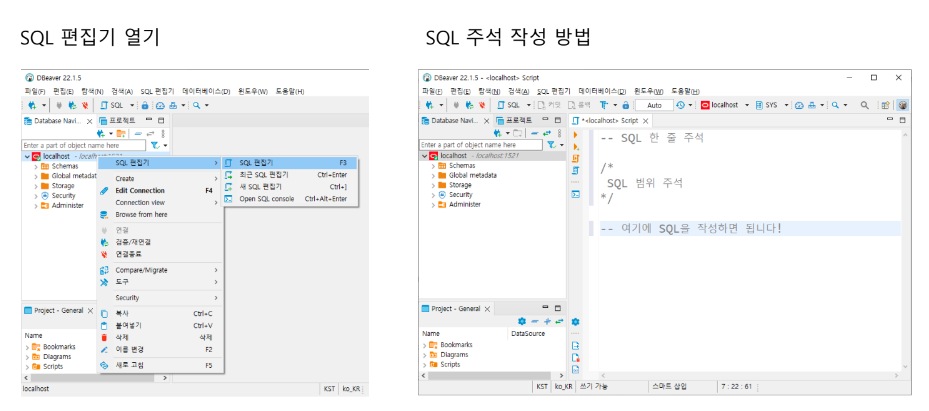 SQL 편집기 열기
DBeaver 22.1.5
파일(F) 편집(E) 탐색(N) 검색(A) SQL 편집기 데이터베이스(D) 윈도우(W) 도움말(H)
SQL
Database Navi... 프로젝트
Enter a part of object name here
localhost - localhost:1521
Schemas
Global metadat
Storage
Security
Administer
SQL 편집기
Create
Edit Connection F4
Connection view
Browse from here
연결
검증/재연결
연결종료
Compare/Migrate
도구
Security
복사 Ctrl+C
붙여넣기 Ctrl+V
삭제 삭제
이름 변경 F2
새로 고침 F5
SQL 편집기 F3
최근 SQL 편집기 Ctrl+Enter
새 SQL 편집기 Ctrl+]
Open SQL console Ctrl+Alt+Enter
Project - General
Name
Bookmarks
Diagrams
Scripts
localhost KST ko_KR
SQL 주석 작성 방법
DBeaver 22.1.5 - <localhost> Script
파일(F) 편집(E) 탐색(N) 검색(A) SQL 편집기 데이터베이스(D) 윈도우(W) 도움말(H)
SQL 커밋 롤백 Auto localhost SYS
Database Navi... 프로젝트
Enter a part of object name here
localhost - localhost:1521
Schemas
Global metadata
Storage
Security
Administer
Project - General
Name DataSource
Bookmarks
Diagrams
Scripts
*<localhost> Script
-- SQL 한 줄 주석
/*
SQL 범위 주석
*/
-- 여기에 SQL을 작성하면 됩니다!
KST ko_KR 쓰기 가능 스마트 삽입 7 : 22 : 61